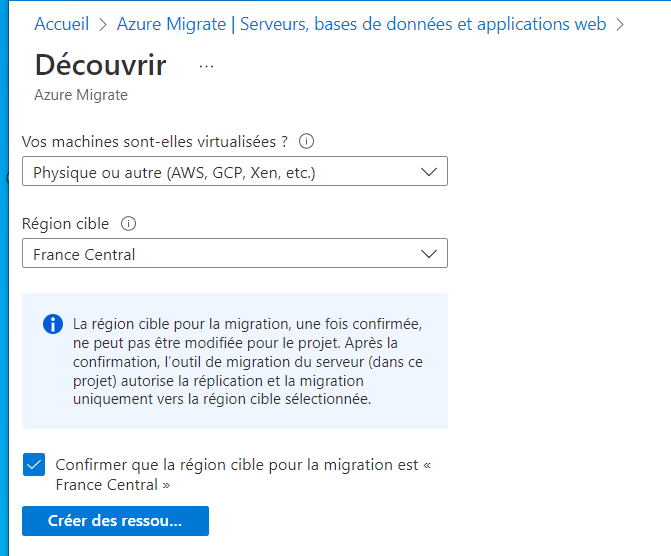 Accueil > Azure Migrate | Serveurs, bases de données et applications web >
Découvrir ...
Azure Migrate
Vos machines sont-elles virtualisées ?
Physique ou autre (AWS, GCP, Xen, etc.)
Région cible
France Central
La région cible pour la migration, une fois confirmée,
ne peut pas être modifiée pour le projet. Après la
confirmation, l'outil de migration du serveur (dans ce
projet) autorise la réplication et la migration
uniquement vers la région cible sélectionnée.
Confirmer que la région cible pour la migration est «
France Central »
Créer des ressou...